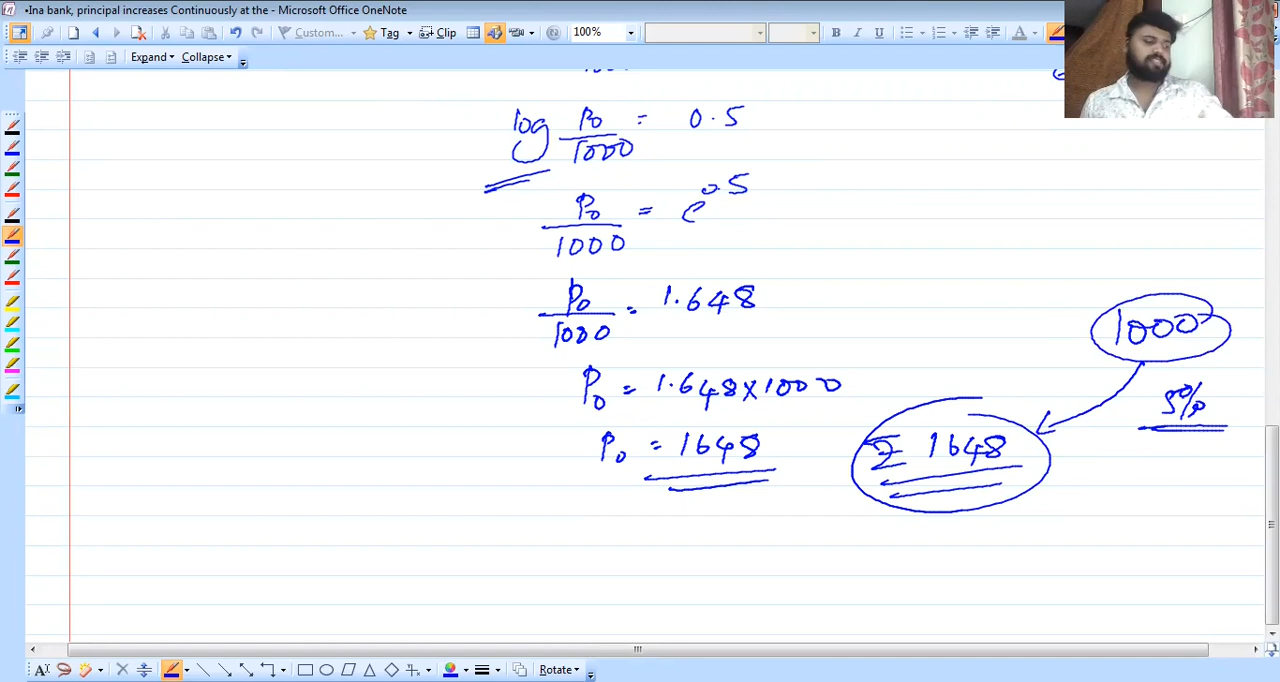 •Ina bank, principal increases Continuously at the - Microsoft Office OneNote
Custom... Tag Clip 100% B I U A
Expand Collapse
log P₀/1000 = 0.5
P₀/1000 = e^0.5
P₀/1000 = 1.648
1000
P₀ = 1.648×1000
5%
P₀ = 1648
₹ 1648
A Rotate